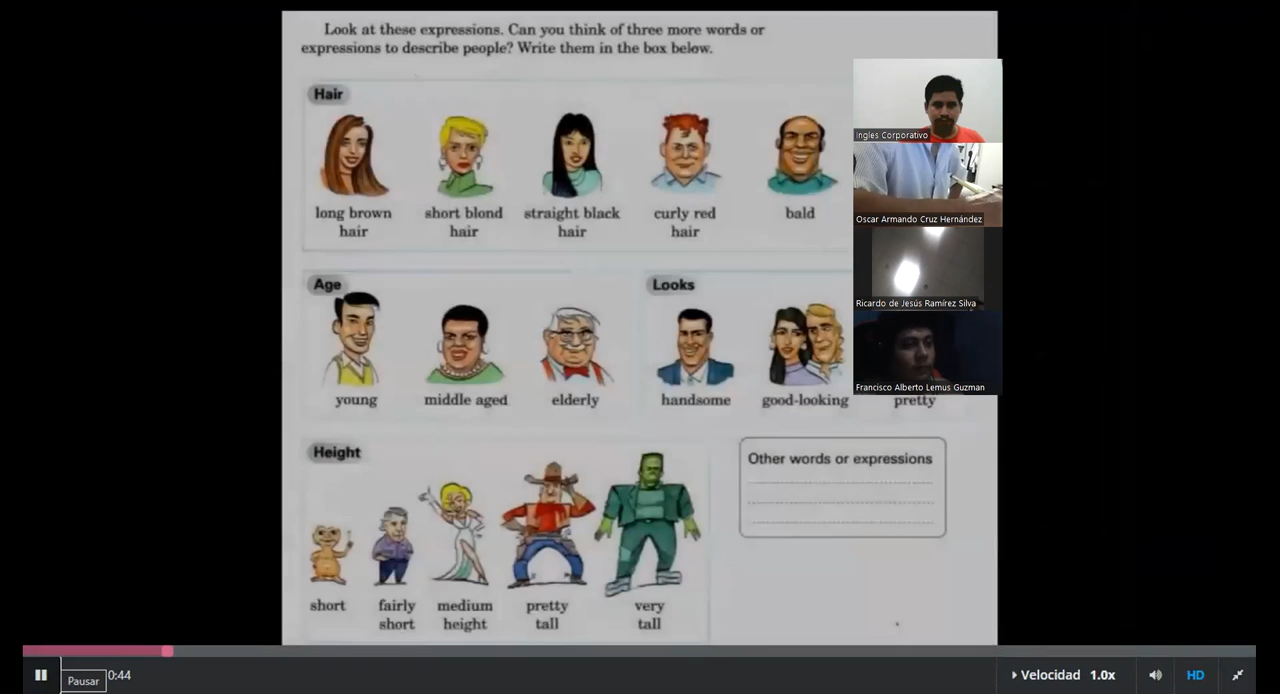 Look at these expressions. Can you think of three more words or
expressions to describe people? Write them in the box below.
Hair
long brown
hair
short blond
hair
straight black
hair
curly red
hair
bald
Age
young
middle aged
elderly
Looks
handsome
good-looking
pretty
Height
short
fairly
short
medium
height
pretty
tall
very
tall
Other words or expressions
Ingles Corporativo
Oscar Armando Cruz Hernández
Ricardo de Jesús Ramírez Silva
Francisco Alberto Lemus Guzman
Pausar
0:44
Velocidad 1.0x
HD